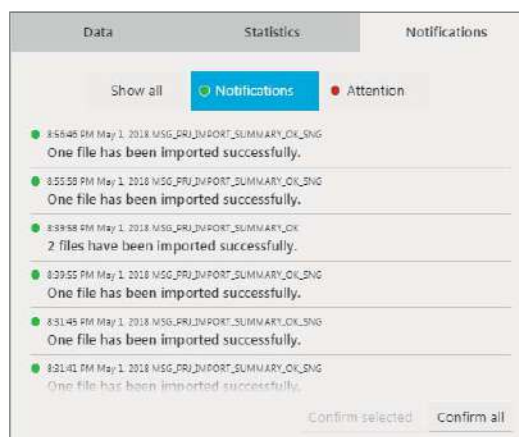 Data
Statistics
Notifications
Show all
Notifications
Attention
8:56:46 PM May 1, 2018 MSG_PRJ_IMPORT_SUMMARY_OK_SNG
One file has been imported successfully.
8:55:58 PM May 1, 2018 MSG_PRJ_IMPORT_SUMMARY_OK_SNG
One file has been imported successfully.
8:39:58 PM May 1, 2018 MSG_PRJ_IMPORT_SUMMARY_OK
2 files have been imported successfully.
8:39:55 PM May 1, 2018 MSG_PRJ_IMPORT_SUMMARY_OK_SNG
One file has been imported successfully.
8:31:45 PM May 1, 2018 MSG_PRJ_IMPORT_SUMMARY_OK_SNG
One file has been imported successfully.
8:31:41 PM May 1, 2018 MSG_PRJ_IMPORT_SUMMARY_OK_SNG
One file has been imported successfully.
Confirm selected
Confirm all